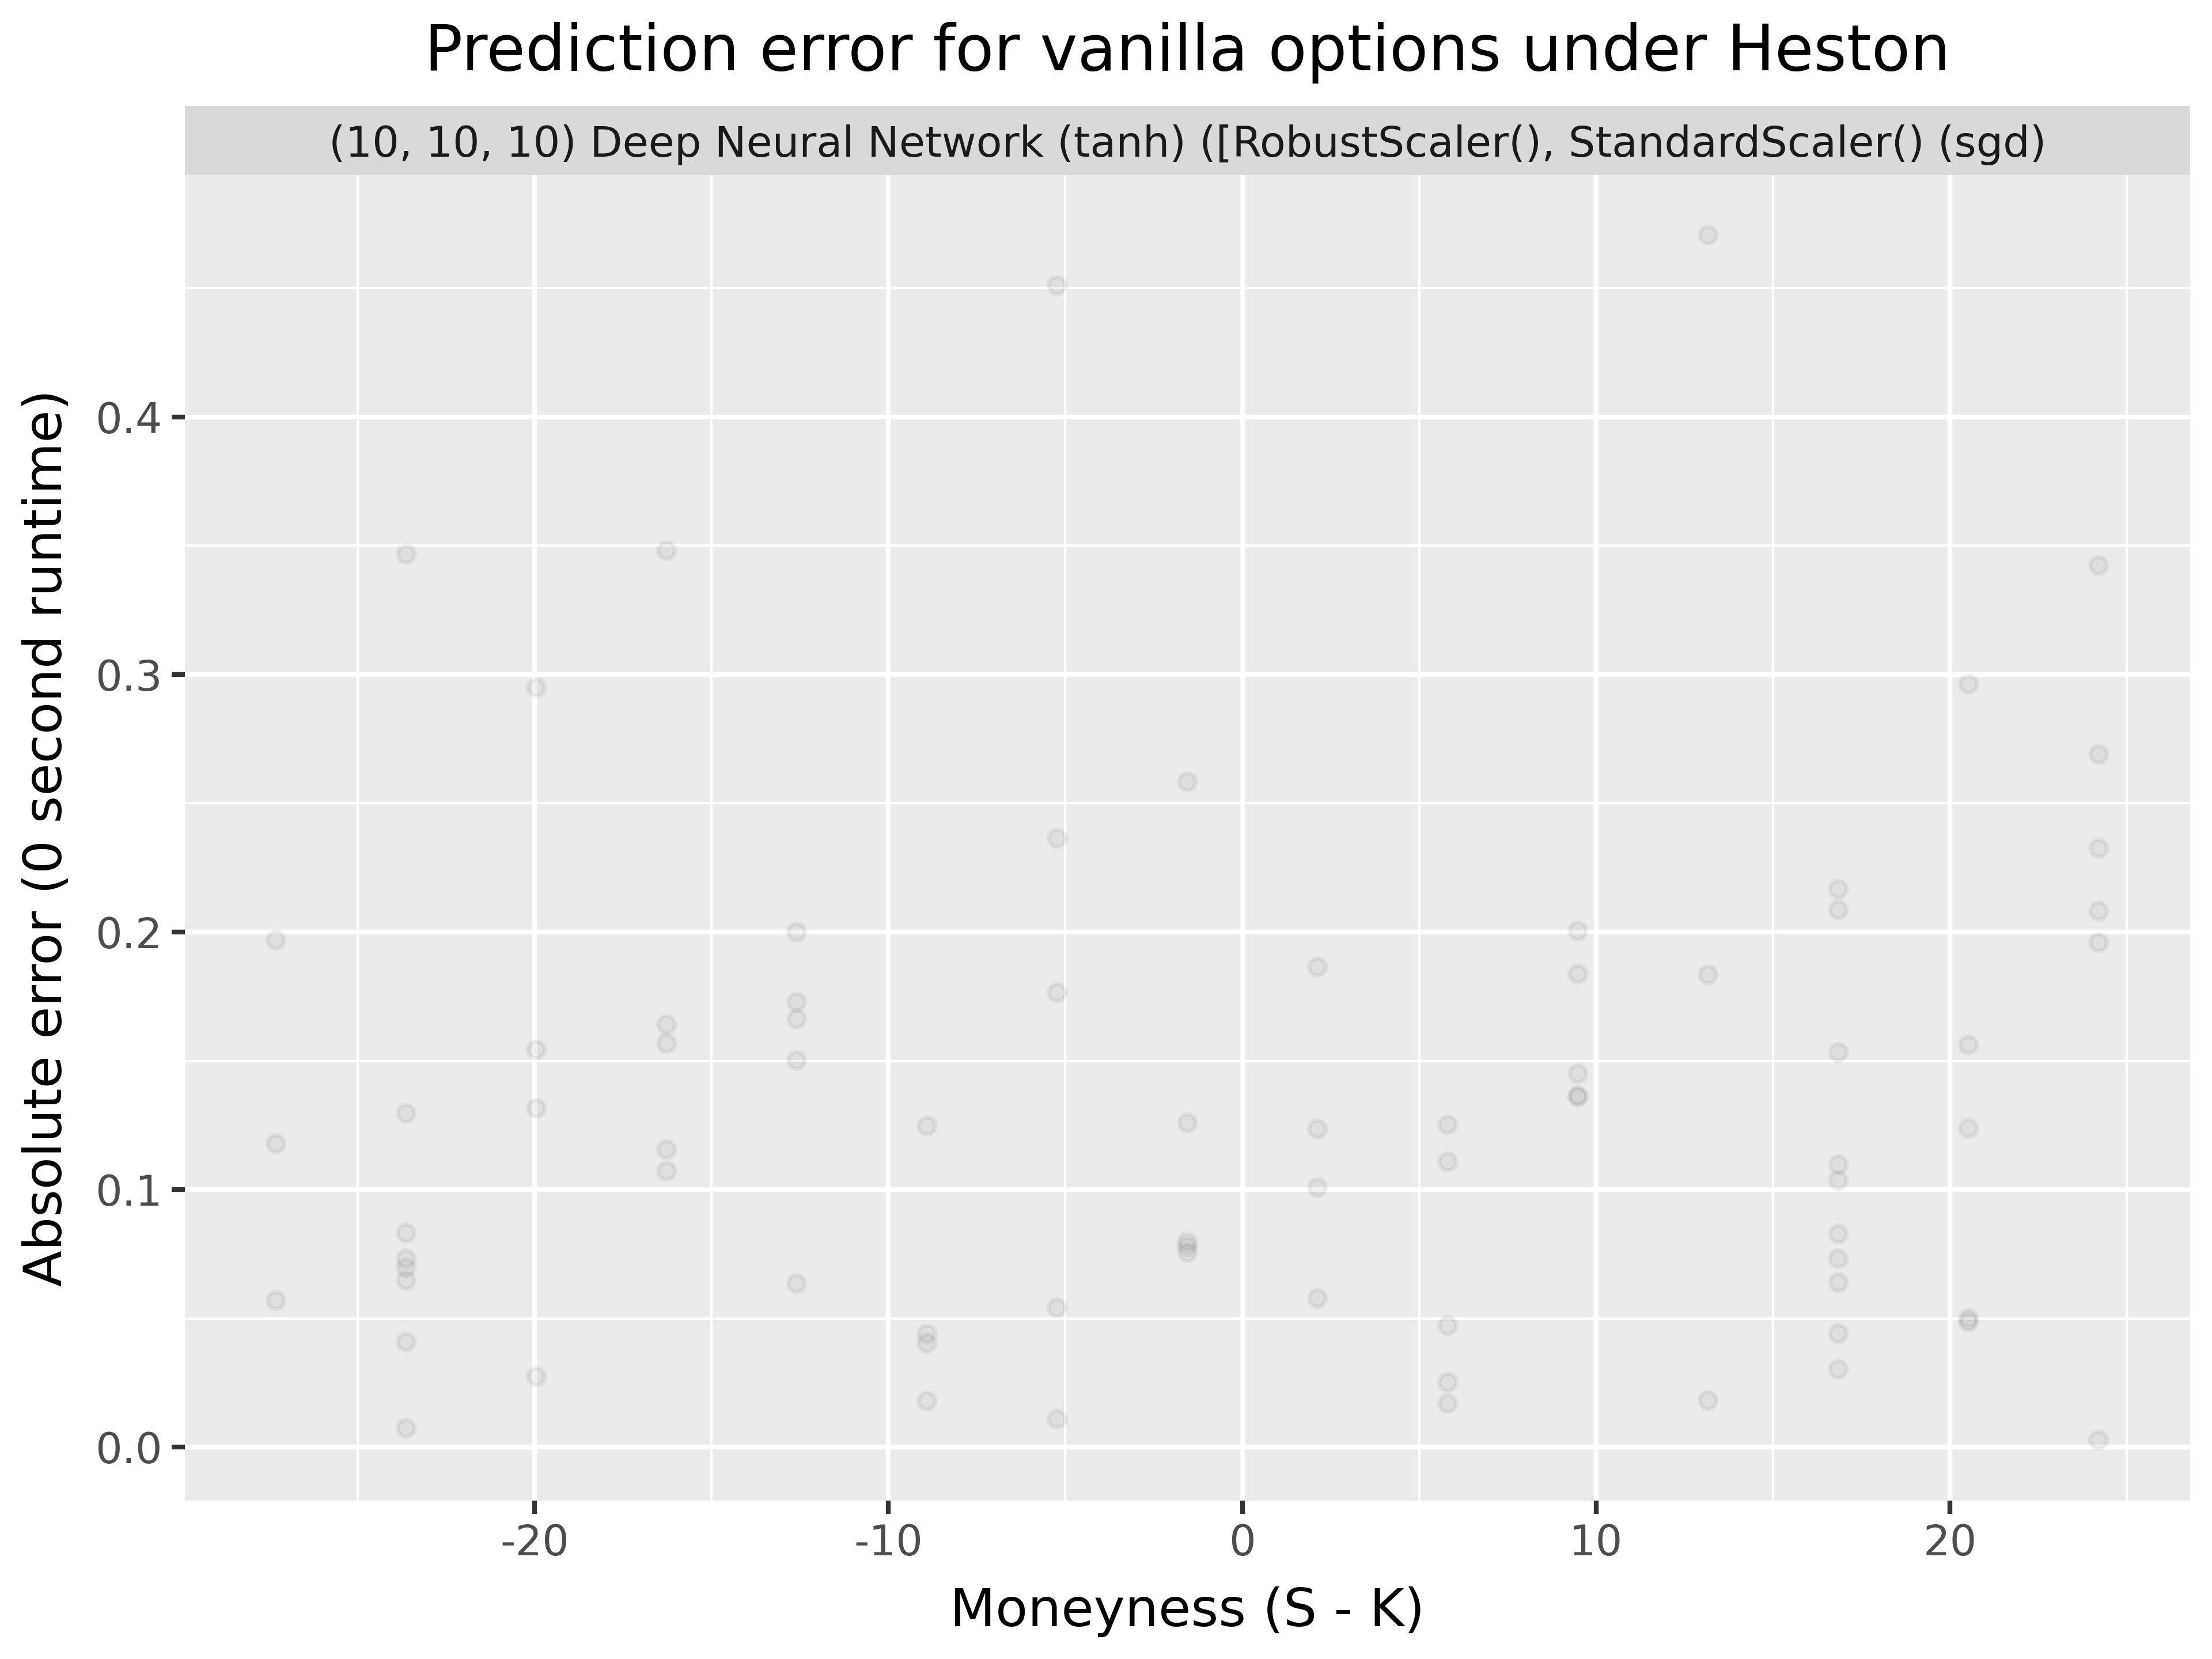 Prediction error for vanilla options under Heston
(10, 10, 10) Deep Neural Network (tanh) ([RobustScaler(), StandardScaler() (sgd)
Absolute error (0 second runtime)
0.4
0.3
0.2
0.1
0.0
-20
-10
0
10
20
Moneyness (S - K)